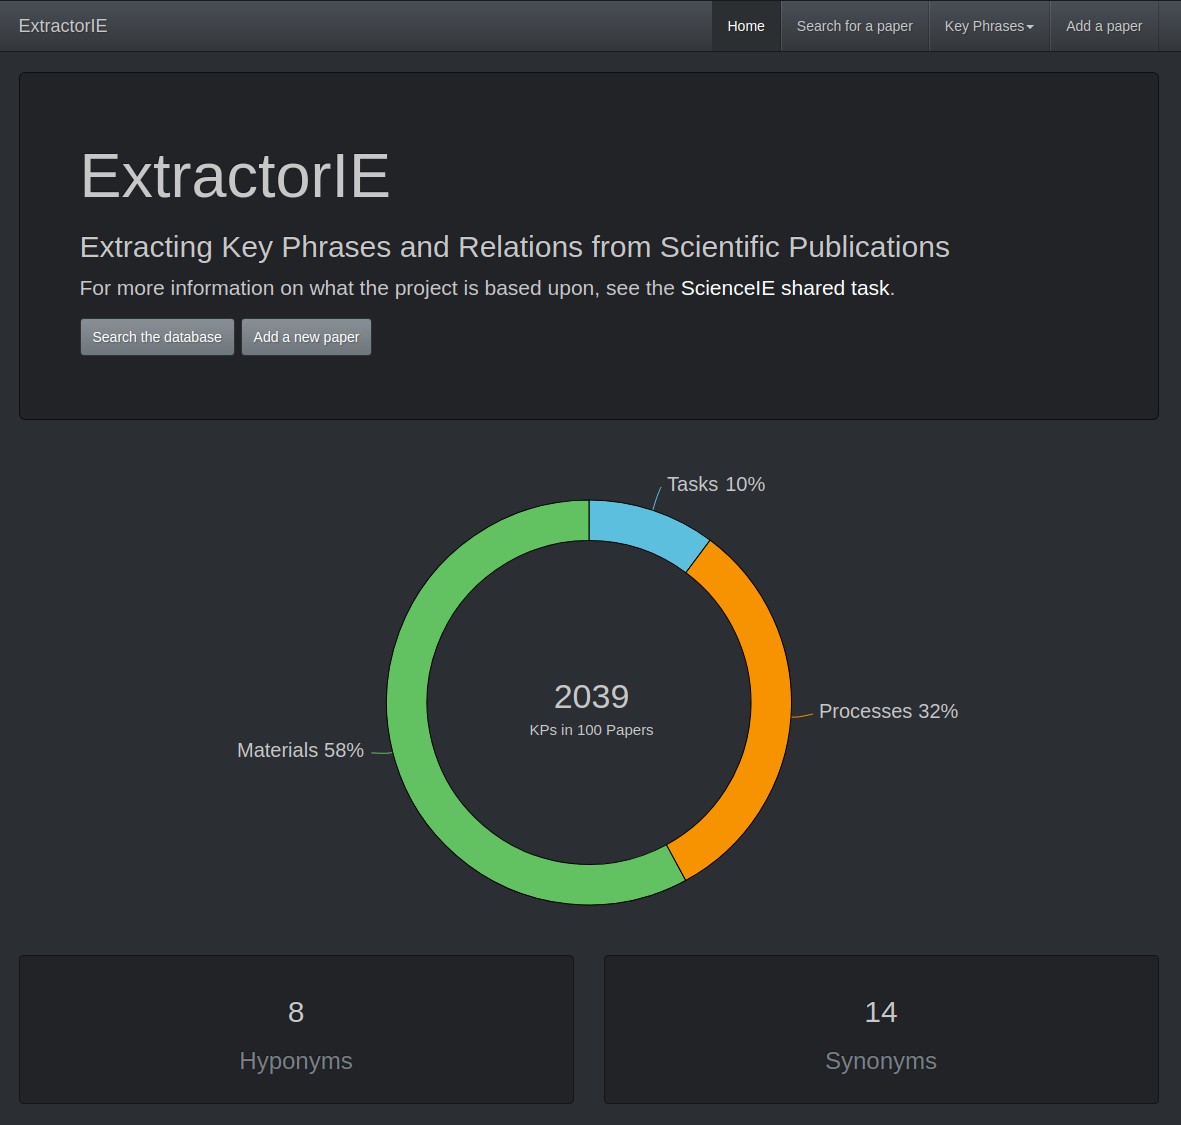 ExtractorIE
Home
Search for a paper
Key Phrases
Add a paper
ExtractorIE
Extracting Key Phrases and Relations from Scientific Publications
For more information on what the project is based upon, see the ScienceIE shared task.
Search the database
Add a new paper
Tasks 10%
Processes 32%
Materials 58%
2039
KPs in 100 Papers
8
Hyponyms
14
Synonyms